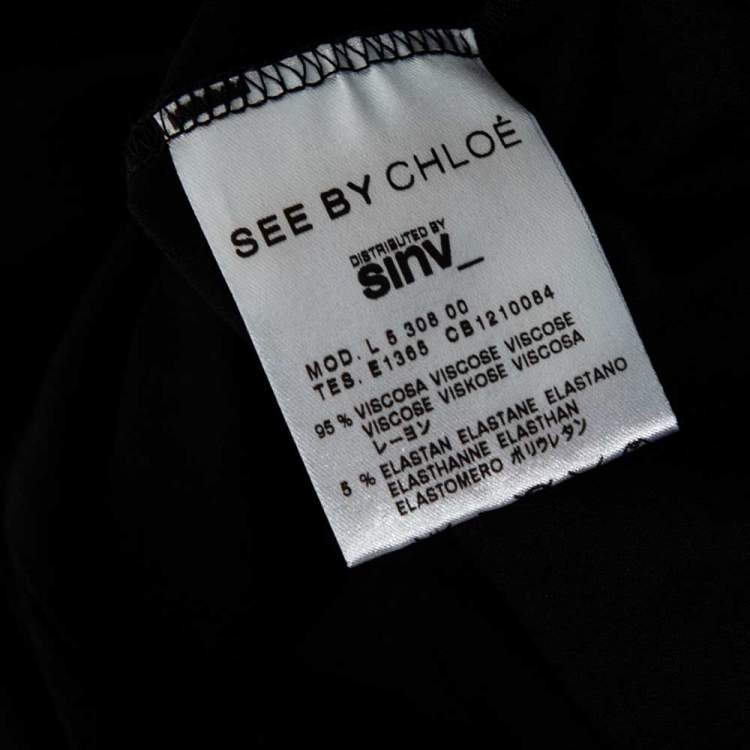 SEE BY CHLOÉ
DISTRIBUTED BY
sinv_
MOD. L 5 308 00
TES. E1365 CB1210084
95 % VISCOSA VISCOSE VISCOSE
VISCOSE VISKOSE VISCOSA
レーヨン
5 % ELASTAN ELASTANE ELASTANO
ELASTHANNE ELASTHAN
ELASTOMERO ポリウレタン